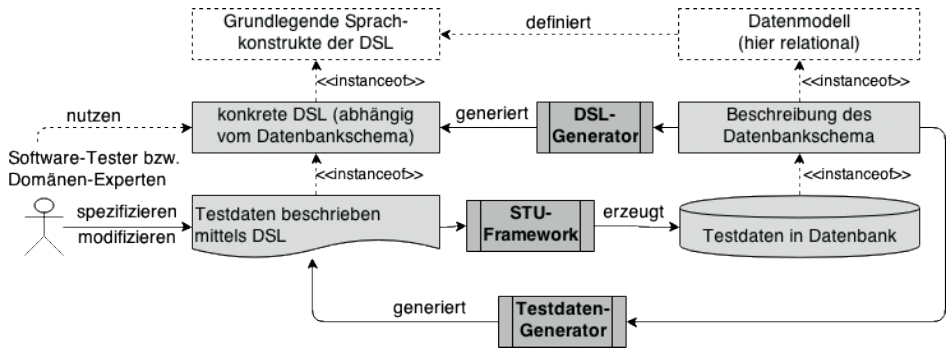 Grundlegende Sprach-
konstrukte der DSL
definiert
Datenmodell
(hier relational)
<<instanceof>>
<<instanceof>>
nutzen
konkrete DSL (abhängig
vom Datenbankschema)
generiert
DSL-
Generator
Beschreibung des
Datenbankschema
Software-Tester bzw.
Domänen-Experten
<<instanceof>>
<<instanceof>>
spezifizieren
modifizieren
Testdaten beschrieben
mittels DSL
STU-
Framework
erzeugt
Testdaten in Datenbank
generiert
Testdaten-
Generator